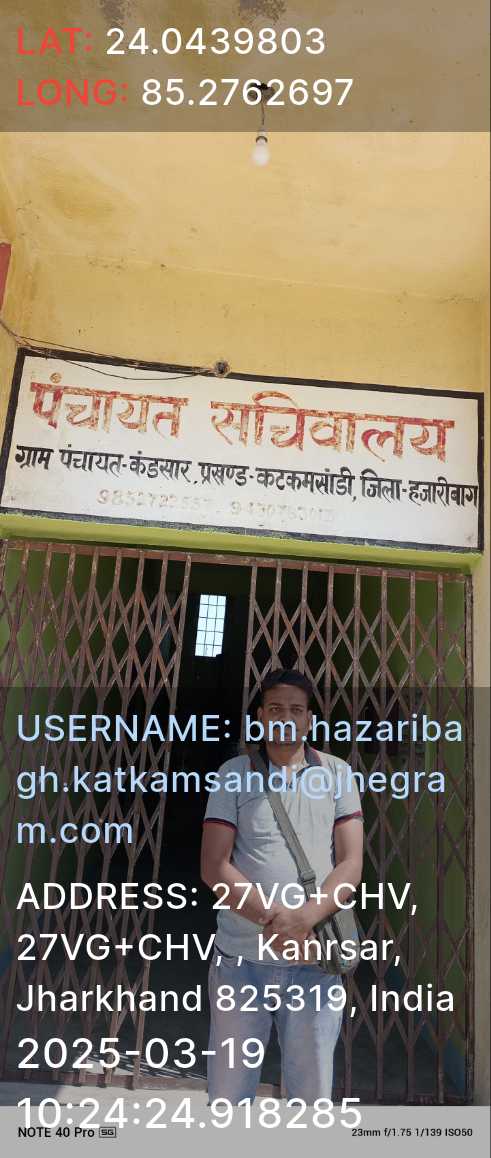 LAT: 24.0439803
LONG: 85.2762697
पंचायत सचिवालय
ग्राम पंचायत-कंडसार, प्रखण्ड-कटकमसांडी, जिला-हजारीबाग
USERNAME: bm.hazariba
gh.katkamsandi@jhegra
m.com
ADDRESS: 27VG+CHV,
27VG+CHV, , Kanrsar,
Jharkhand 825319, India
2025-03-19
10:24:24.918285
NOTE 40 Pro 5G
23mm f/1.75 1/139 ISO50